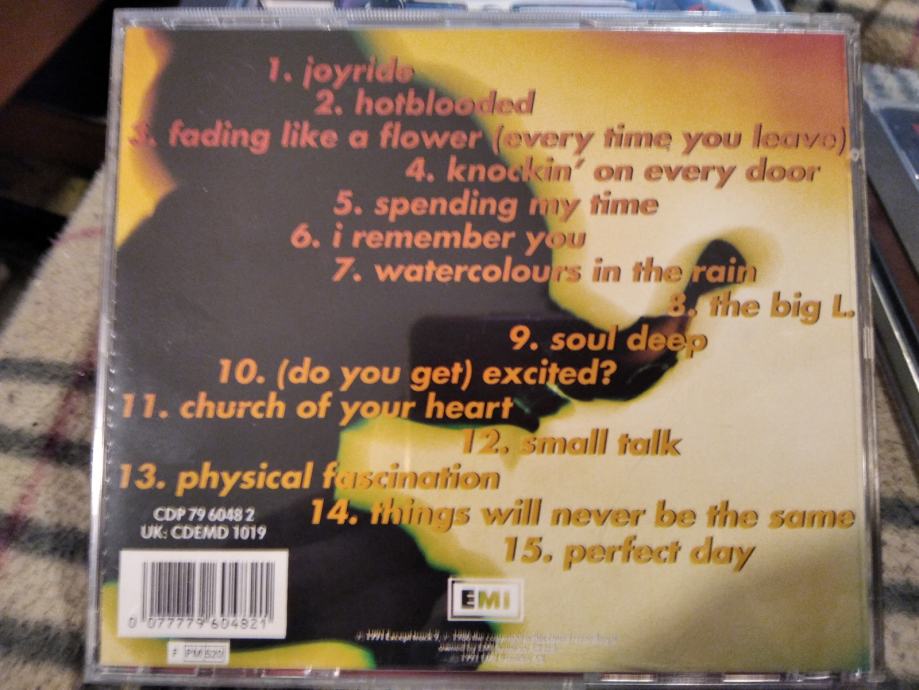 1. joyride
2. hotblooded
3. fading like a flower (every time you leave)
4. knockin' on every door
5. spending my time
6. i remember you
7. watercolours in the rain
8. the big L.
9. soul deep
10. (do you get) excited?
11. church of your heart
12. small talk
13. physical fascination
14. things will never be the same
15. perfect day
CDP 79 6048 2
UK: CDEMD 1019
0 077779 604821
F PM 520
EMI